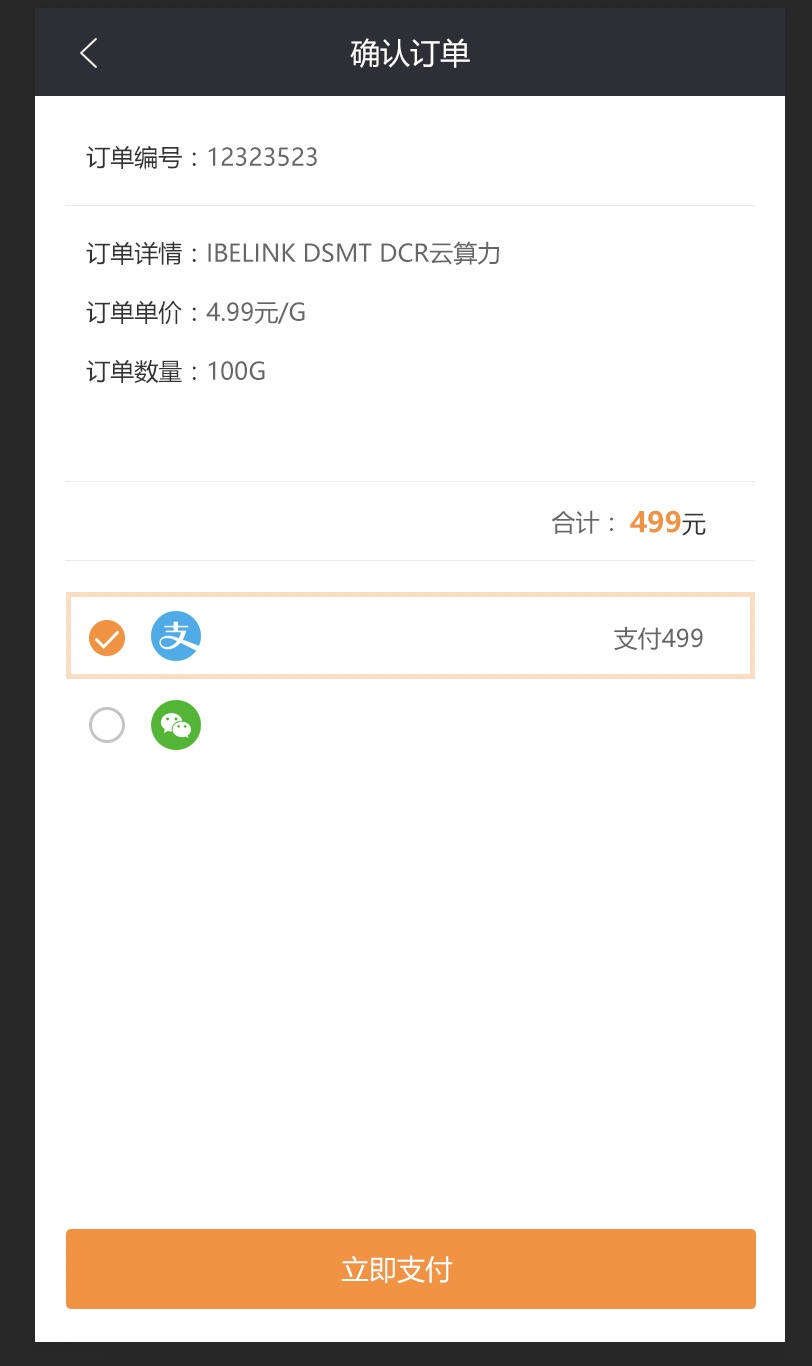 确认订单
订单编号：12323523
订单详情：IBELINK DSMT DCR云算力
订单单价：4.99元/G
订单数量：100G
合计： 499元
支 支付499
立即支付